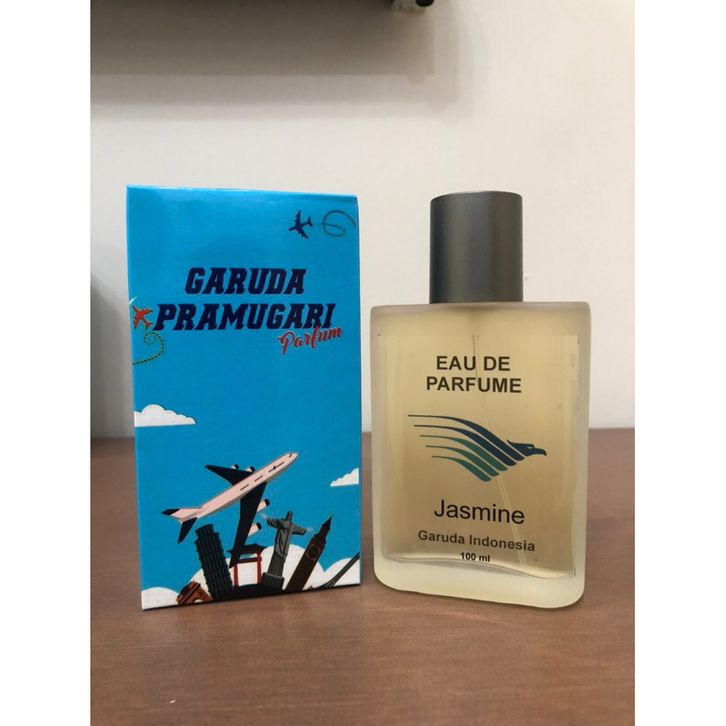 GARUDA
PRAMUGARI
Parfum
EAU DE
PARFUME
Jasmine
Garuda Indonesia
100 ml